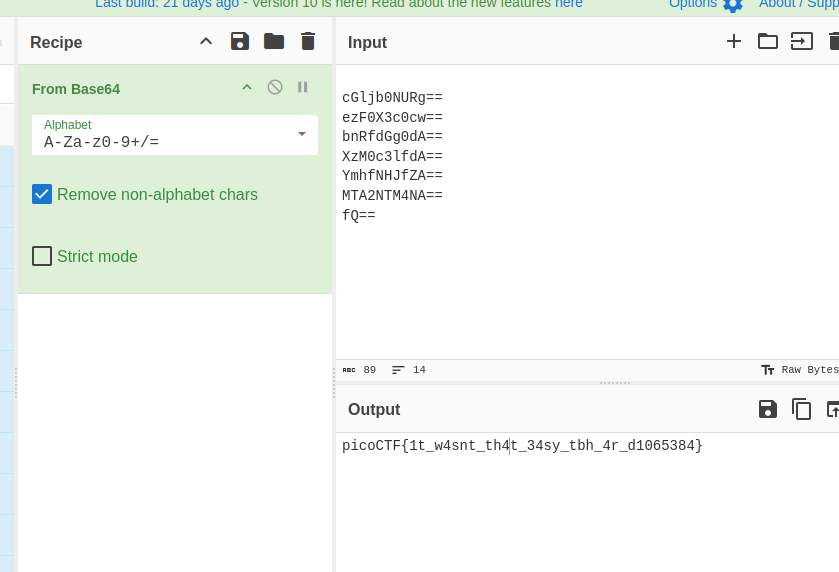 Last build: 21 days ago - Version 10 is here! Read about the new features here
Options
About / Supp
Recipe
From Base64
Alphabet
A-Za-z0-9+/=
Remove non-alphabet chars
Strict mode
Input
cGljb0NURg==
ezF0X3c0cw==
bnRfdGg0dA==
XzM0c3lfdA==
YmhfNHJfZA==
MTA2NTM4NA==
fQ==
ABC 89 14
Raw Bytes
Output
picoCTF{1t_w4snt_th4t_34sy_tbh_4r_d1065384}